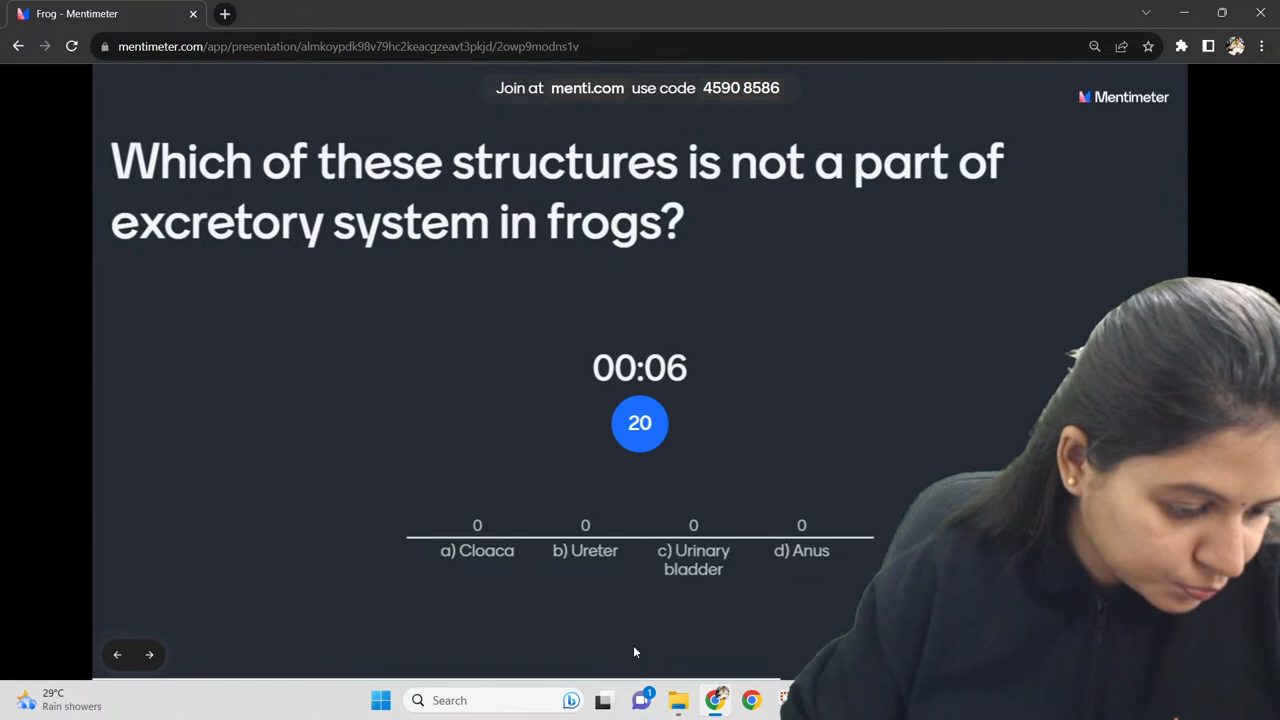 Frog - Mentimeter
mentimeter.com/app/presentation/almkoypdk98v79hc2keacgzeavt3pkjd/2owp9modns1v
Join at menti.com use code 4590 8586
Mentimeter
Which of these structures is not a part of
excretory system in frogs?
00:06
20
0 0 0 0
a) Cloaca b) Ureter c) Urinary d) Anus
bladder
29°C
Rain showers
Search
1